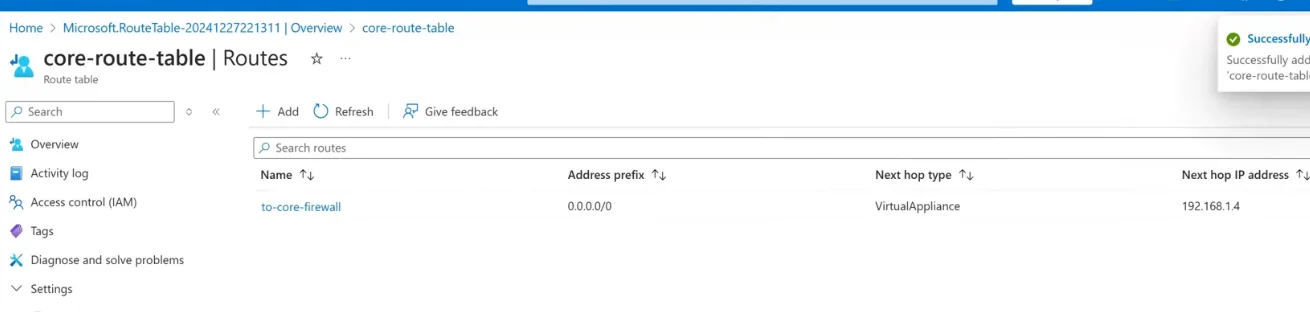 Home > Microsoft.RouteTable-20241227221311 | Overview > core-route-table
Successfully
core-route-table | Routes ☆ ...
Successfully add
Route table
'core-route-table
Search
Add Refresh Give feedback
Overview
Search routes
Activity log
Name ↑↓ Address prefix ↑↓ Next hop type ↑↓ Next hop IP address ↑↓
Access control (IAM)
to-core-firewall 0.0.0.0/0 VirtualAppliance 192.168.1.4
Tags
Diagnose and solve problems
Settings